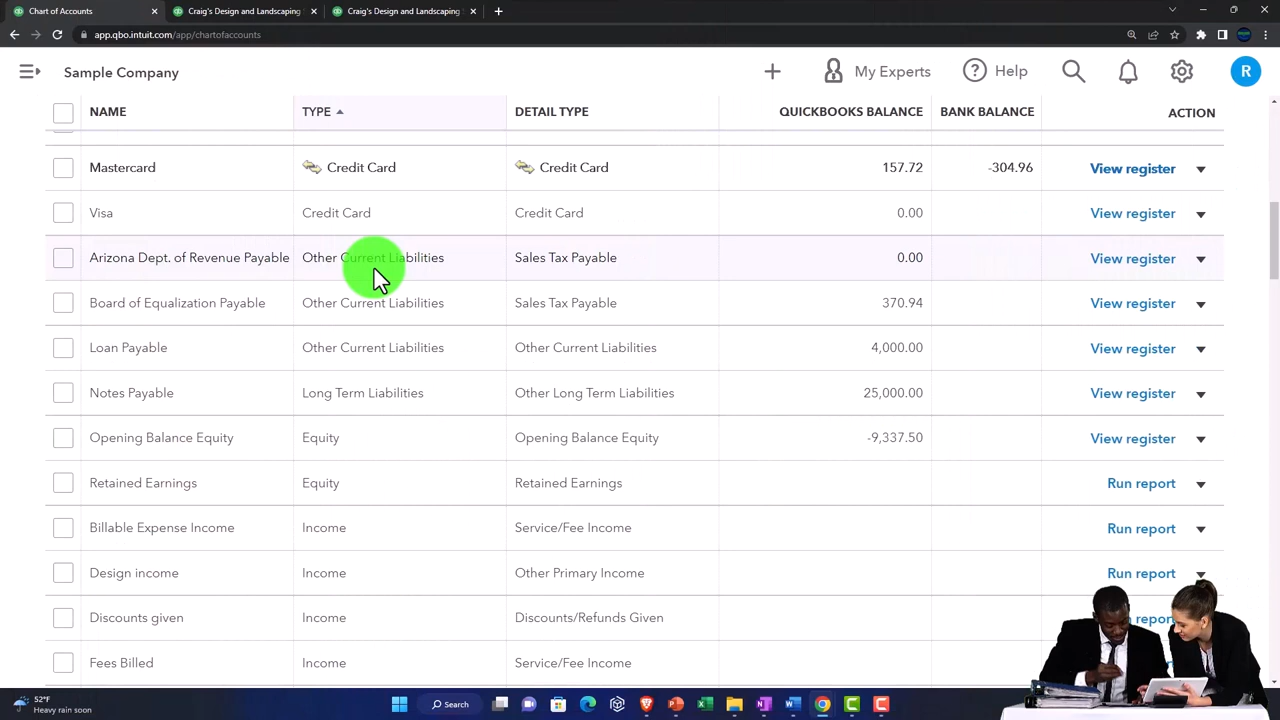 Chart of Accounts
Craig's Design and Landscaping
Craig's Design and Landscaping
app.qbo.intuit.com/app/chartofaccounts
Sample Company
My Experts
Help
R
NAME TYPE DETAIL TYPE QUICKBOOKS BALANCE BANK BALANCE ACTION
Mastercard Credit Card Credit Card 157.72 -304.96 View register
Visa Credit Card Credit Card 0.00 View register
Arizona Dept. of Revenue Payable Other Current Liabilities Sales Tax Payable 0.00 View register
Board of Equalization Payable Other Current Liabilities Sales Tax Payable 370.94 View register
Loan Payable Other Current Liabilities Other Current Liabilities 4,000.00 View register
Notes Payable Long Term Liabilities Other Long Term Liabilities 25,000.00 View register
Opening Balance Equity Equity Opening Balance Equity -9,337.50 View register
Retained Earnings Equity Retained Earnings Run report
Billable Expense Income Income Service/Fee Income Run report
Design income Income Other Primary Income Run report
Discounts given Income Discounts/Refunds Given port
Fees Billed Income Service/Fee Income
52°F
Heavy rain soon
Search